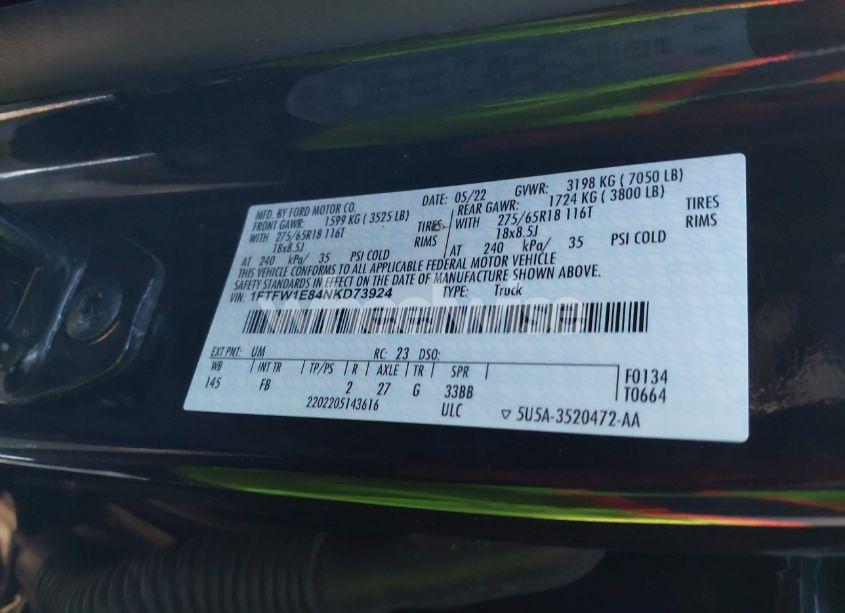 MFD. BY FORD MOTOR CO. DATE: 05/22 GVWR: 3198 KG ( 7050 LB)
FRONT GAWR: 1599 KG ( 3525 LB) REAR GAWR: 1724 KG ( 3800 LB)
WITH 275/65R18 116T TIRES WITH 275/65R18 116T TIRES
18x8.5J RIMS 18x8.5J RIMS
AT 240 kPa/ 35 PSI COLD AT 240 kPa/ 35 PSI COLD
THIS VEHICLE CONFORMS TO ALL APPLICABLE FEDERAL MOTOR VEHICLE
SAFETY STANDARDS IN EFFECT ON THE DATE OF MANUFACTURE SHOWN ABOVE.
VIN: 1FTFW1E84NKD73924 TYPE: Truck
EXT PNT: UM RC: 23 DSO:
WB INT TR TP/PS R AXLE TR SPR
145 FB 2 27 G 33BB F0134
2202205143616 ULC T0664
5U5A-3520472-AA